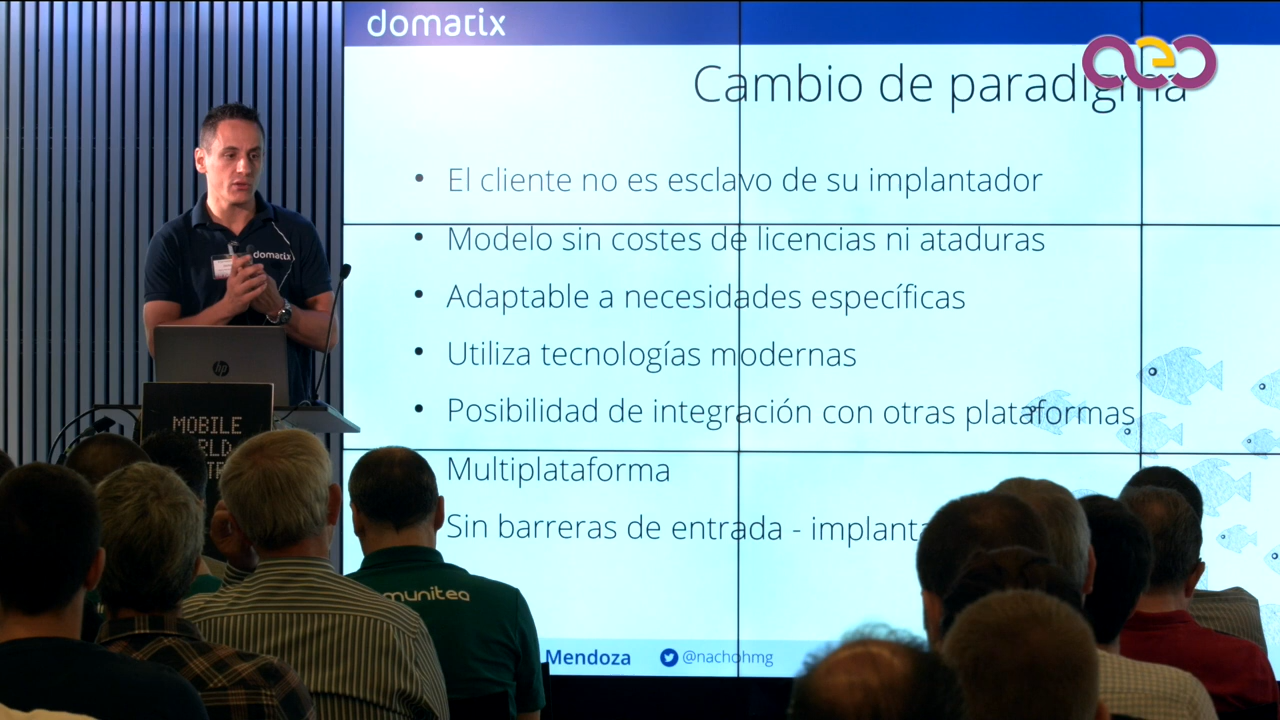 domatix
aeo
Cambio de paradigma
• El cliente no es esclavo de su implantador
• Modelo sin costes de licencias ni ataduras
• Adaptable a necesidades específicas
• Utiliza tecnologías modernas
• Posibilidad de integración con otras plataformas
Multiplataforma
Sin barreras de entrada -
Mendoza @nachohmg
domatix
hp
MOBILE